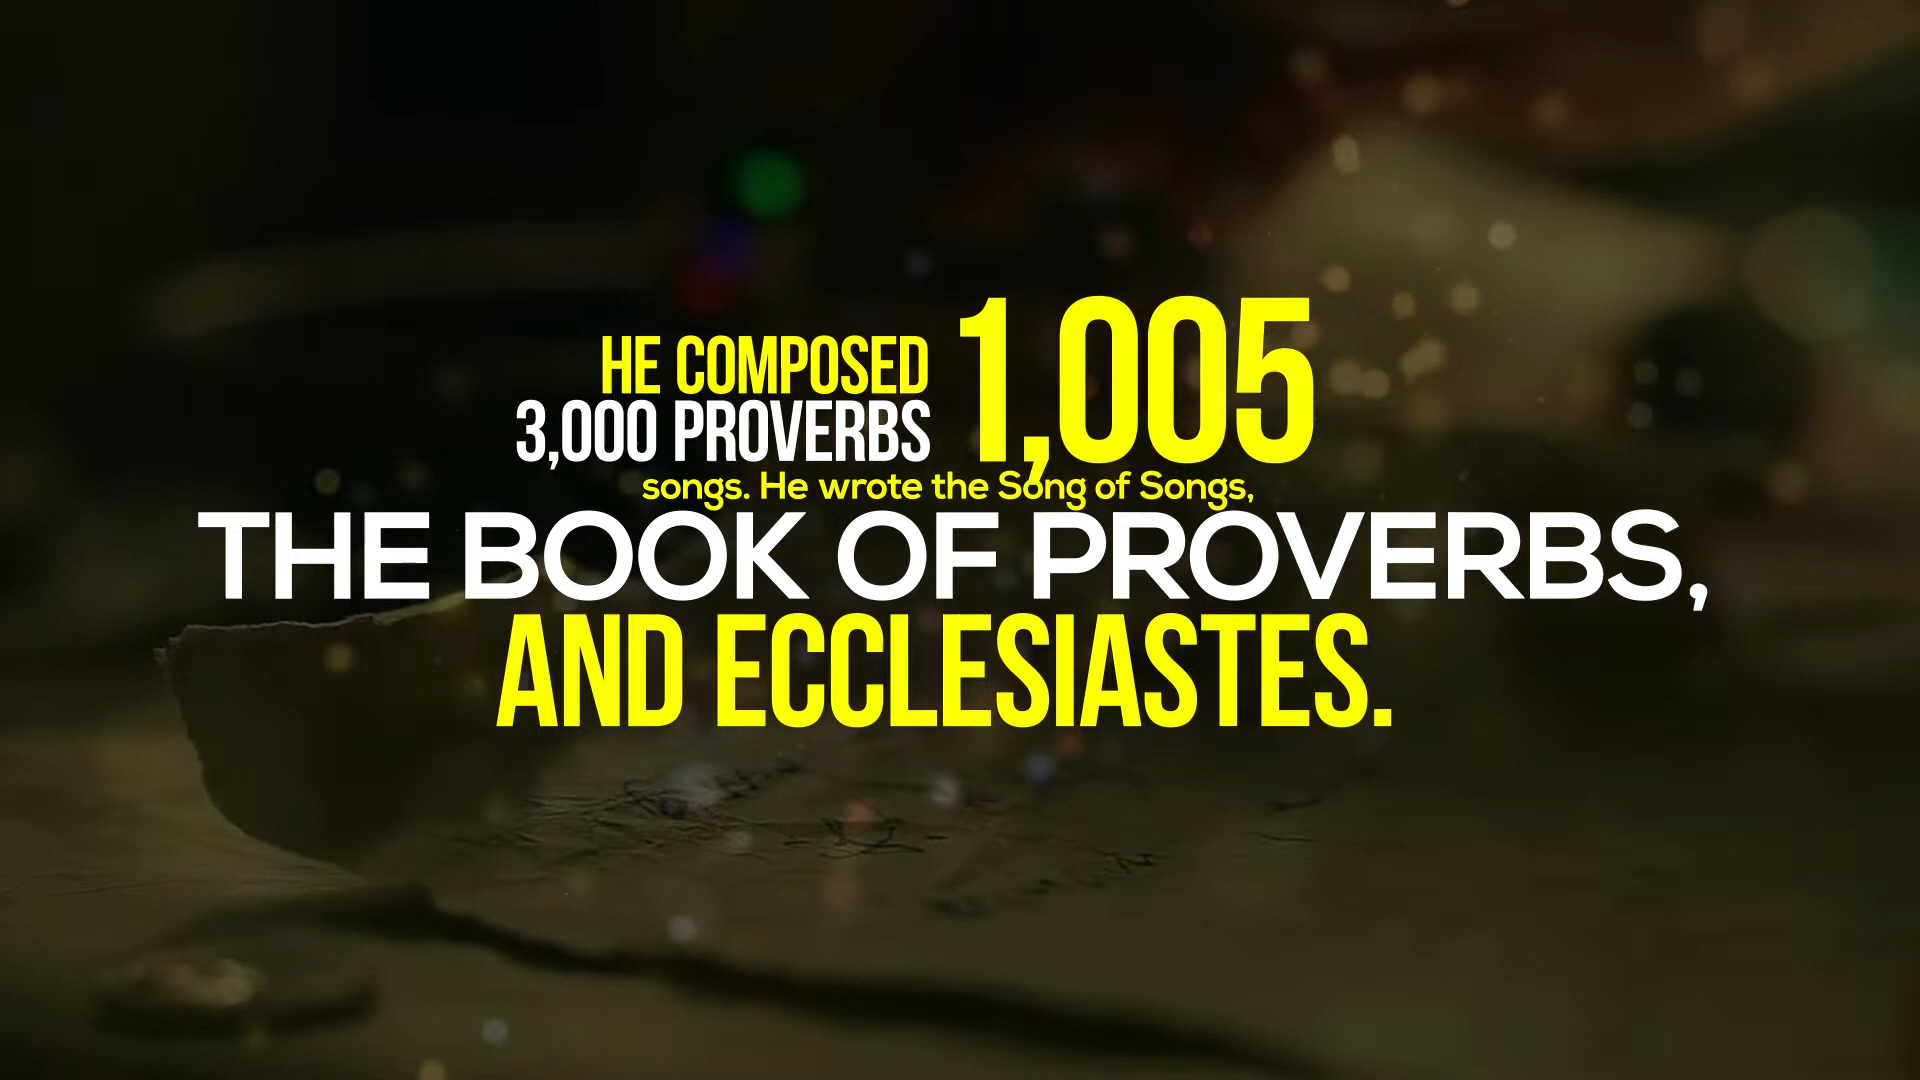 HE COMPOSED
3,000 PROVERBS
1,005
songs. He wrote the Song of Songs,
THE BOOK OF PROVERBS,
AND ECCLESIASTES.